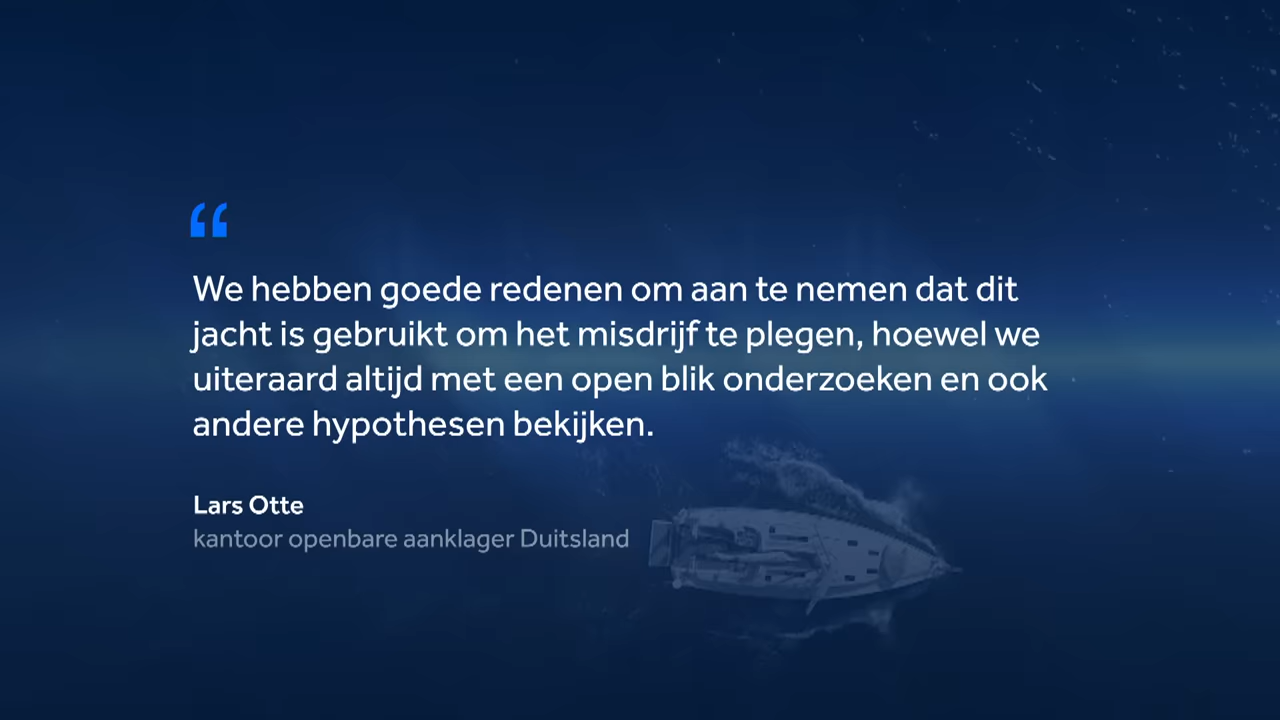 “
We hebben goede redenen om aan te nemen dat dit
jacht is gebruikt om het misdrijf te plegen, hoewel we
uiteraard altijd met een open blik onderzoeken en ook
andere hypothesen bekijken.
Lars Otte
kantoor openbare aanklager Duitsland